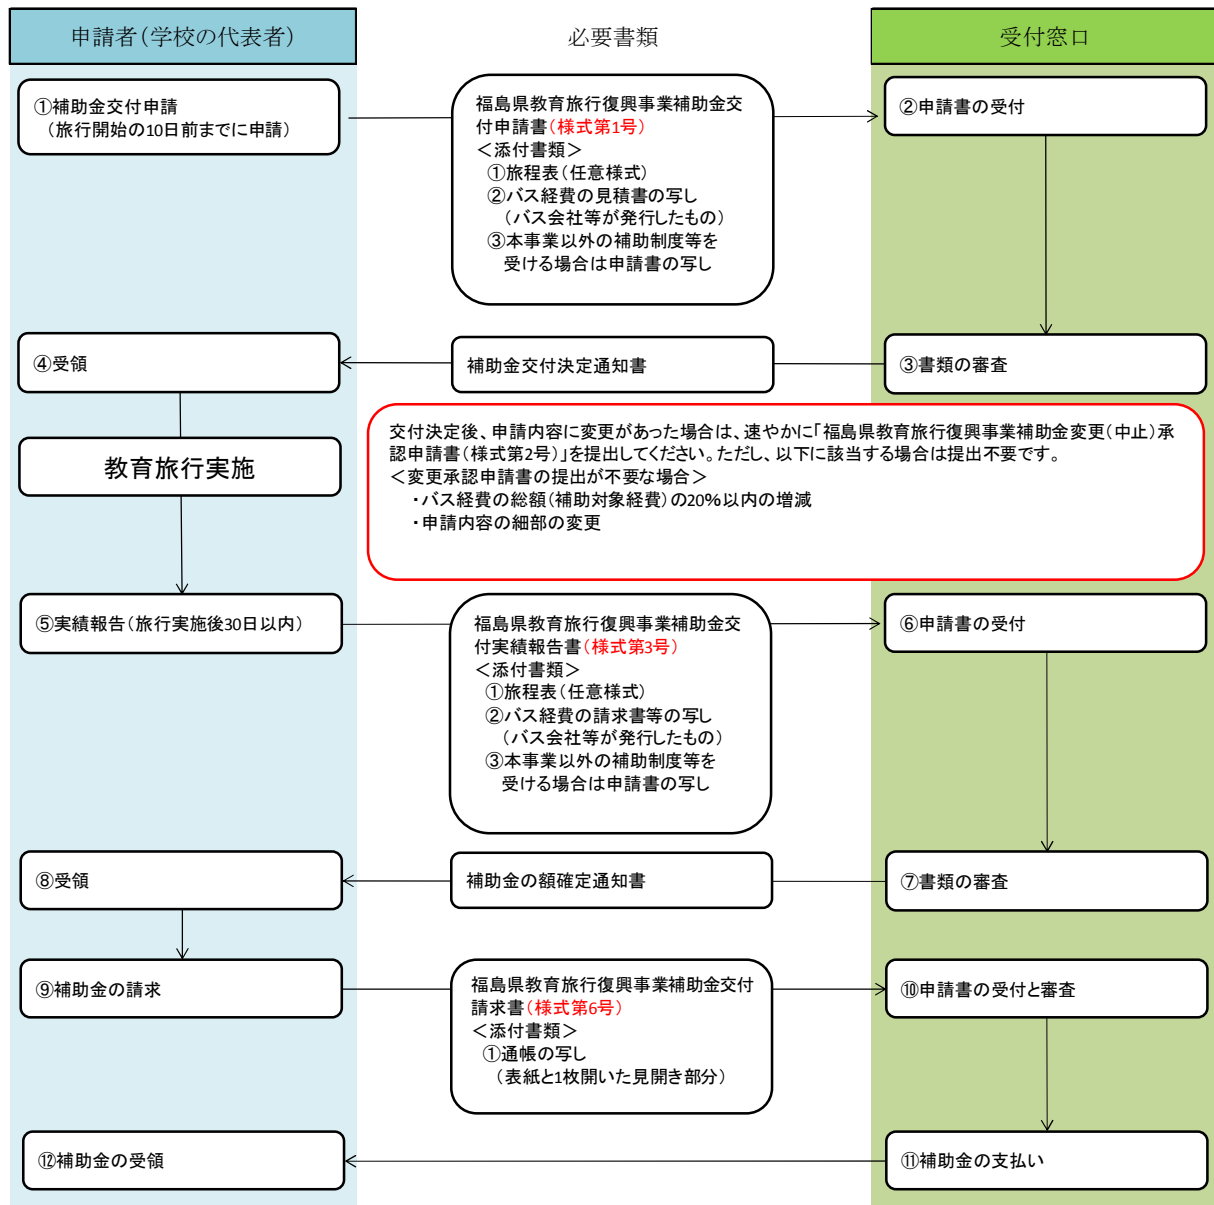 申請者(学校の代表者)
必要書類
受付窓口
①補助金交付申請
(旅行開始の10日前までに申請)
福島県教育旅行復興事業補助金交
付申請書(様式第1号)
<添付書類>
①旅程表(任意様式)
②バス経費の見積書の写し
(バス会社等が発行したもの)
③本事業以外の補助制度等を
受ける場合は申請書の写し
②申請書の受付
④受領
補助金交付決定通知書
③書類の審査
教育旅行実施
交付決定後、申請内容に変更があった場合は、速やかに「福島県教育旅行復興事業補助金変更(中止)承
認申請書(様式第2号)」を提出してください。ただし、以下に該当する場合は提出不要です。
<変更承認申請書の提出が不要な場合>
・バス経費の総額(補助対象経費)の20%以内の増減
・申請内容の細部の変更
⑤実績報告(旅行実施後30日以内)
福島県教育旅行復興事業補助金交
付実績報告書(様式第3号)
<添付書類>
①旅程表(任意様式)
②バス経費の請求書等の写し
(バス会社等が発行したもの)
③本事業以外の補助制度等を
受ける場合は申請書の写し
⑥申請書の受付
⑧受領
補助金の額確定通知書
⑦書類の審査
⑨補助金の請求
福島県教育旅行復興事業補助金交付
請求書(様式第6号)
<添付書類>
①通帳の写し
(表紙と1枚開いた見開き部分)
⑩申請書の受付と審査
⑫補助金の受領
⑪補助金の支払い